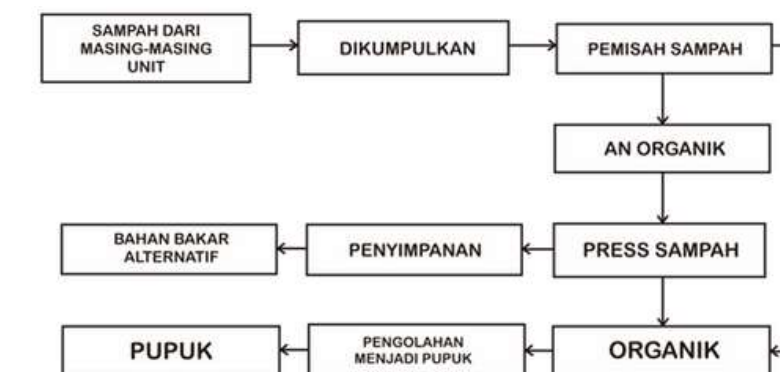 SAMPAH DARI
MASING-MASING
UNIT
DIKUMPULKAN
PEMISAH SAMPAH
AN ORGANIK
BAHAN BAKAR
ALTERNATIF
PENYIMPANAN
PRESS SAMPAH
PUPUK
PENGOLAHAN
MENJADI PUPUK
ORGANIK